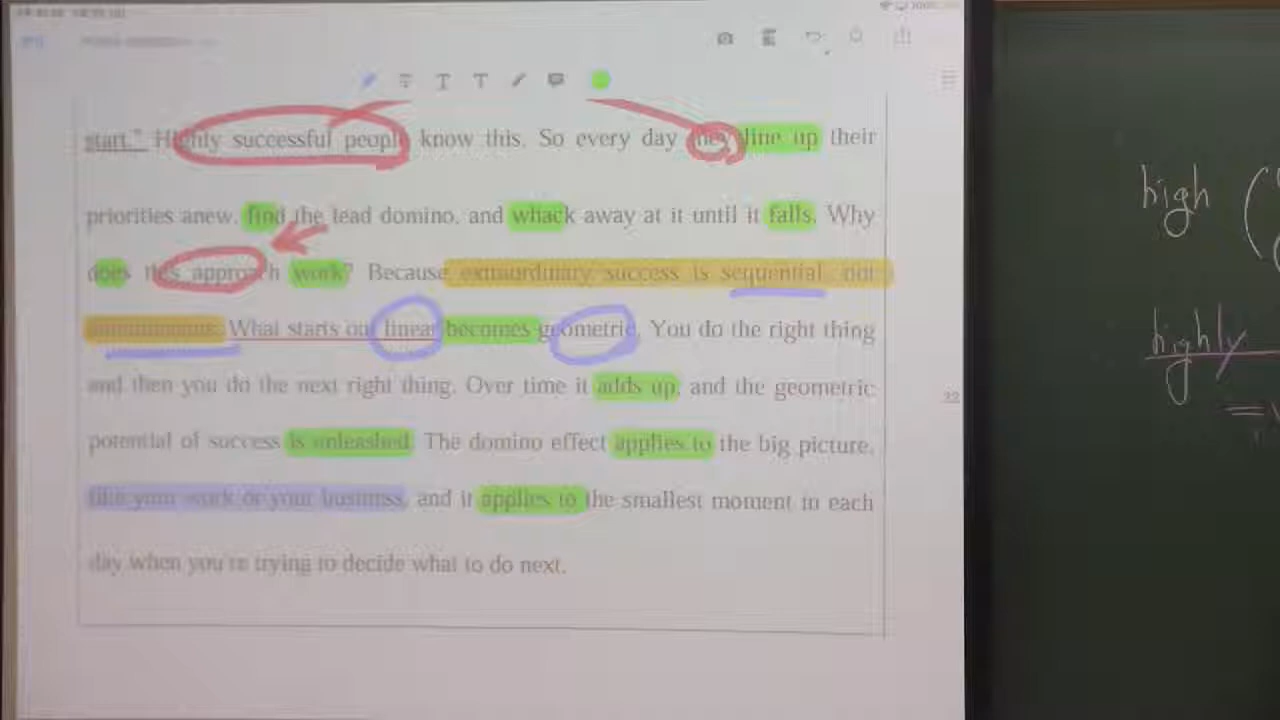 start." Highly successful people know this. So every day they line up their
priorities anew, find the lead domino, and whack away at it until it falls. Why
does this approach work? Because extraordinary success is sequential, not
simultaneous. What starts out linear becomes geometric. You do the right thing
and then you do the next right thing. Over time it adds up, and the geometric
potential of success is unleashed. The domino effect applies to the big picture,
like your work or your business, and it applies to the smallest moment in each
day when you're trying to decide what to do next.
high
highly